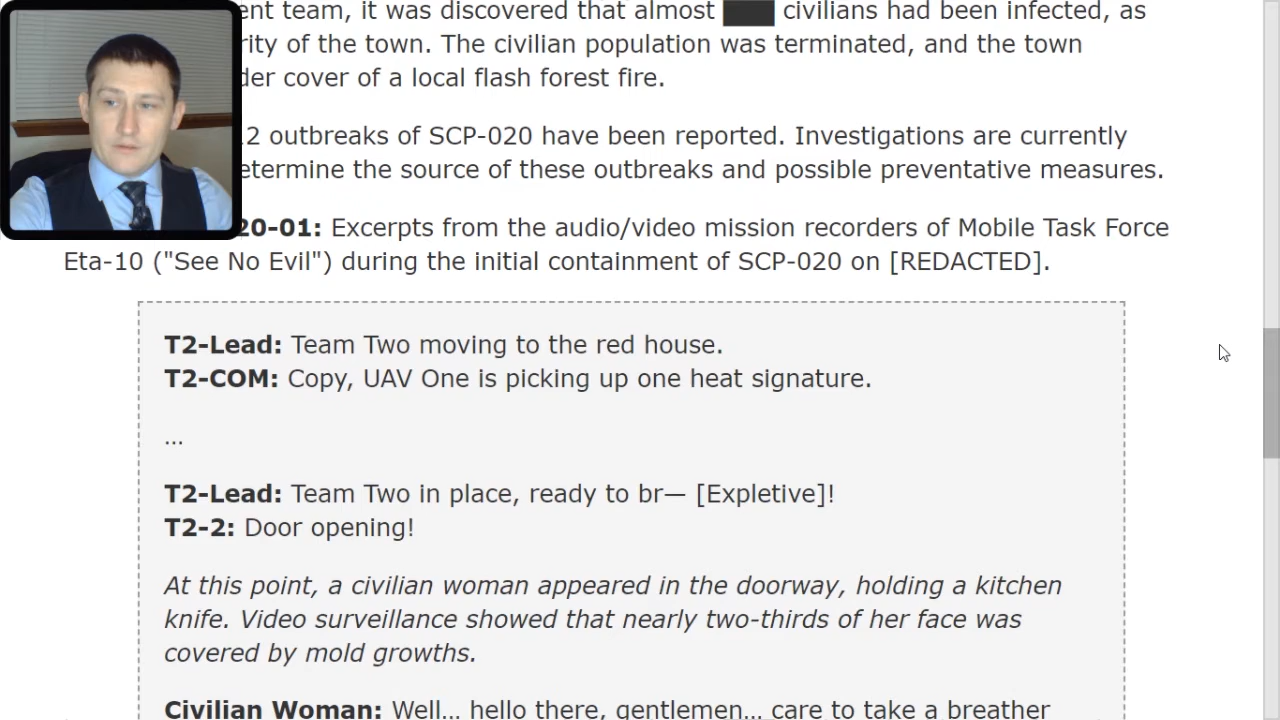 ent team, it was discovered that almost civilians had been infected, as
rity of the town. The civilian population was terminated, and the town
der cover of a local flash forest fire.
2 outbreaks of SCP-020 have been reported. Investigations are currently
etermine the source of these outbreaks and possible preventative measures.
20-01: Excerpts from the audio/video mission recorders of Mobile Task Force
Eta-10 ("See No Evil") during the initial containment of SCP-020 on [REDACTED].
T2-Lead: Team Two moving to the red house.
T2-COM: Copy, UAV One is picking up one heat signature.
…
T2-Lead: Team Two in place, ready to br— [Expletive]!
T2-2: Door opening!
At this point, a civilian woman appeared in the doorway, holding a kitchen
knife. Video surveillance showed that nearly two-thirds of her face was
covered by mold growths.
Civilian Woman: Well… hello there, gentlemen… care to take a breather